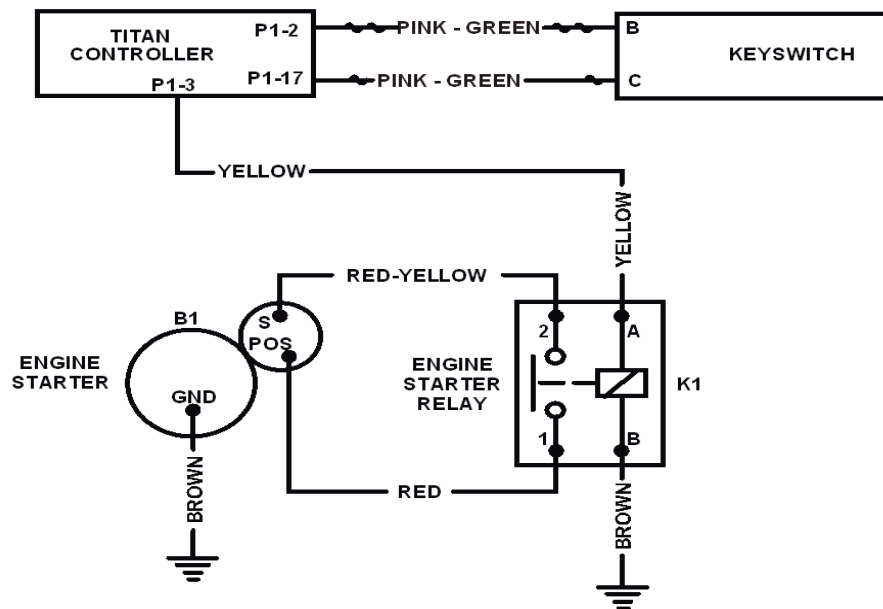 TITAN
CONTROLLER
P1-2
PINK - GREEN
B
KEYSWITCH
P1-17
PINK - GREEN
C
P1-3
YELLOW
YELLOW
RED-YELLOW
B1
S
POS
ENGINE
STARTER
GND
2
A
ENGINE
STARTER
RELAY
K1
1
B
RED
BROWN
BROWN